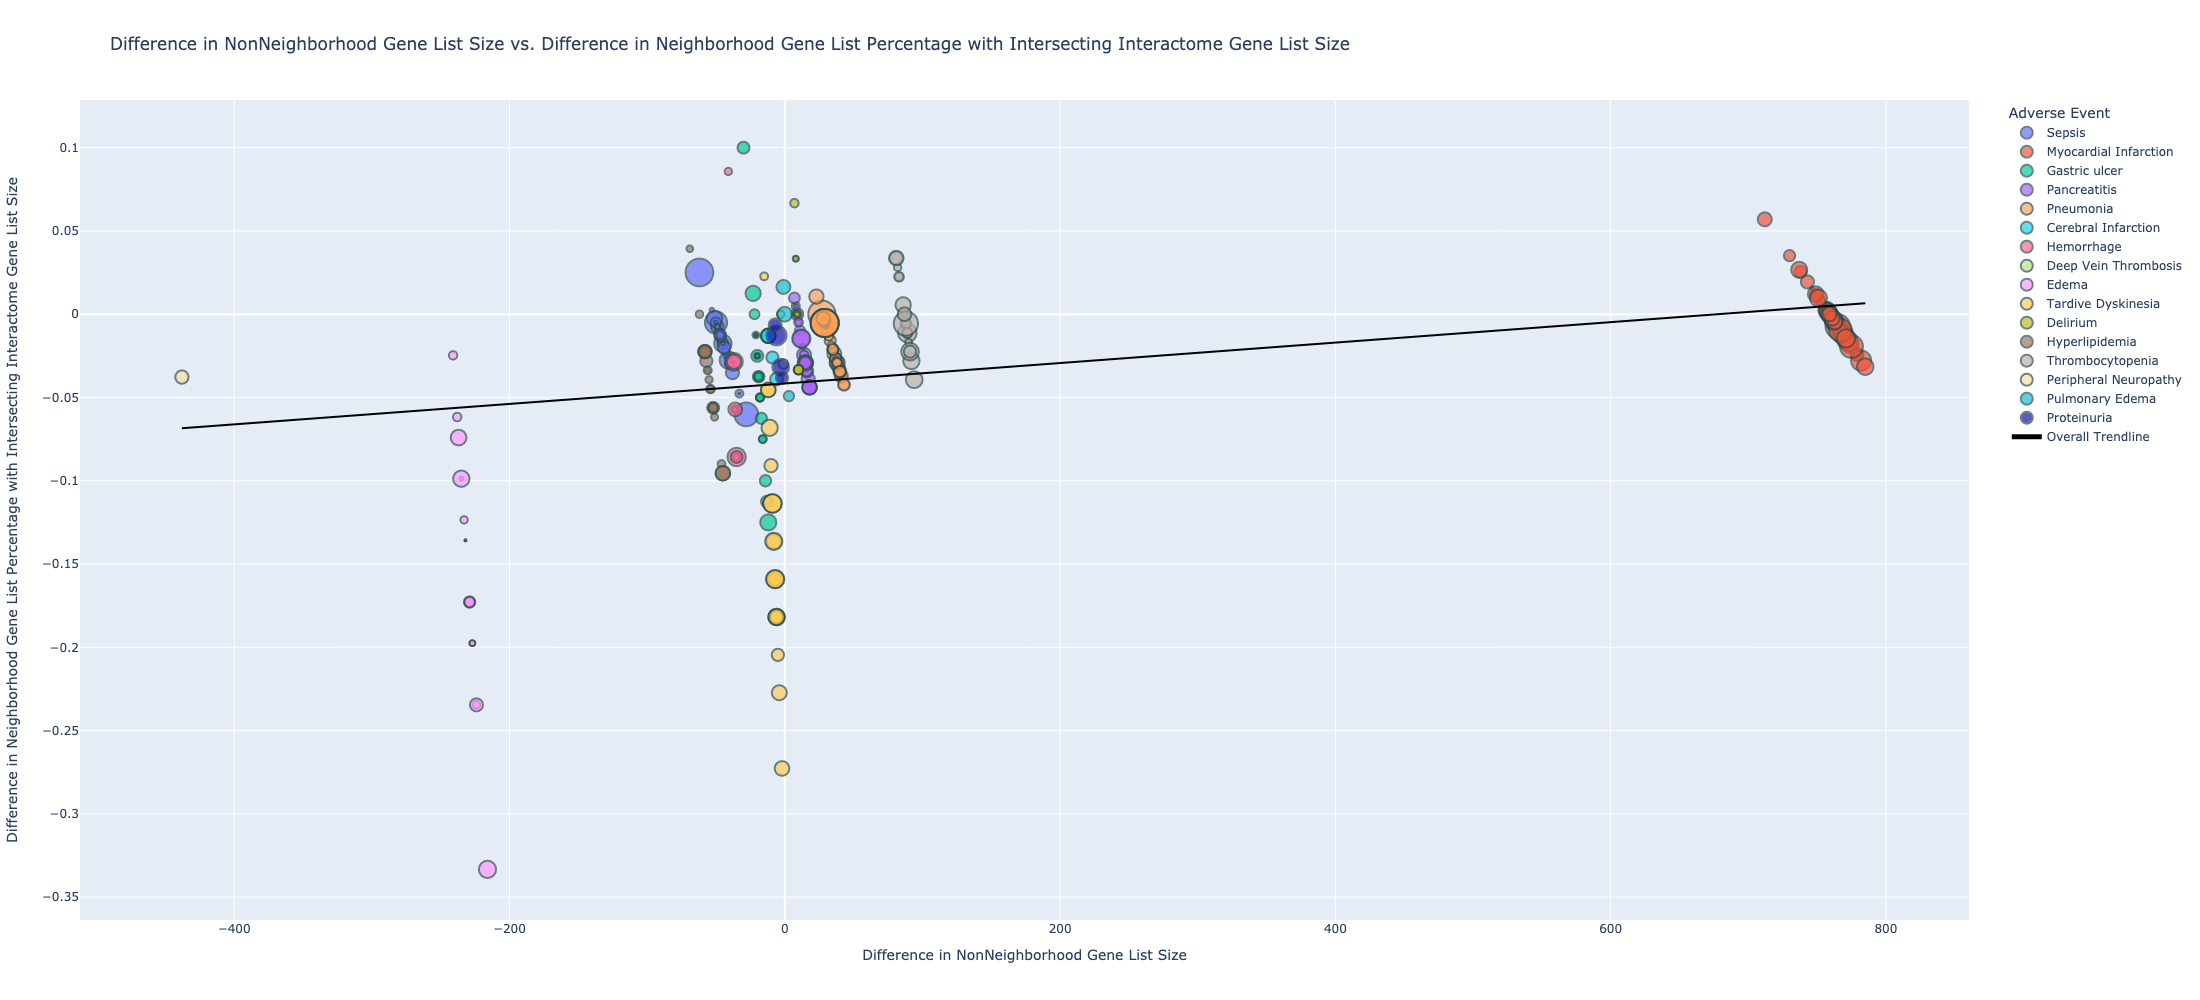 Difference in NonNeighborhood Gene List Size vs. Difference in Neighborhood Gene List Percentage with Intersecting Interactome Gene List Size
Difference in Neighborhood Gene List Percentage with Intersecting Interactome Gene List Size
0.1
0.05
0
−0.05
−0.1
−0.15
−0.2
−0.25
−0.3
−0.35
−400
−200
0
200
400
600
800
Difference in NonNeighborhood Gene List Size
Adverse Event
Sepsis
Myocardial Infarction
Gastric ulcer
Pancreatitis
Pneumonia
Cerebral Infarction
Hemorrhage
Deep Vein Thrombosis
Edema
Tardive Dyskinesia
Delirium
Hyperlipidemia
Thrombocytopenia
Peripheral Neuropathy
Pulmonary Edema
Proteinuria
Overall Trendline